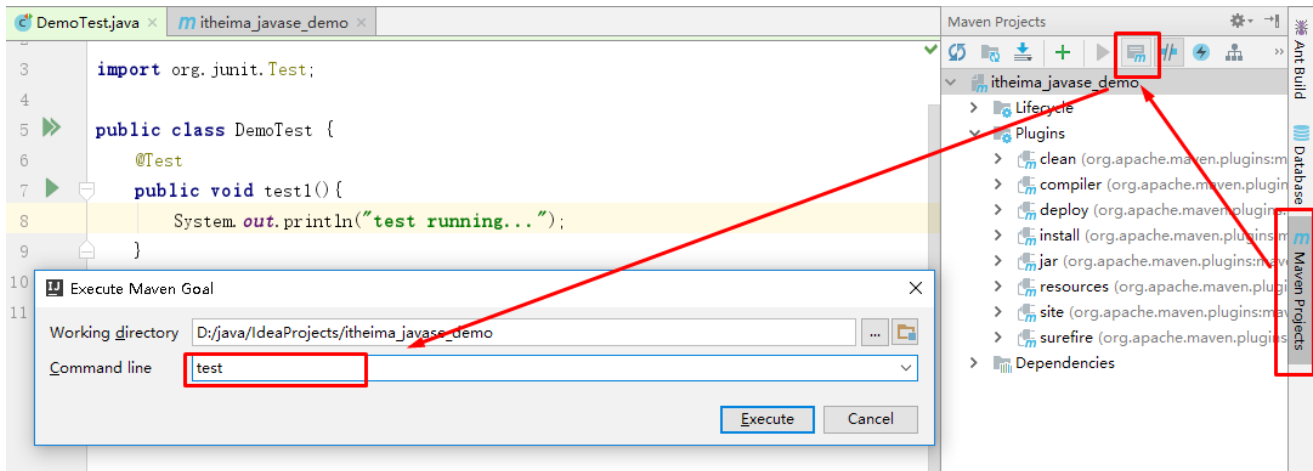 DemoTest.java
itheima_javase_demo
Maven Projects
3 import org.junit.Test;
4
5 public class DemoTest {
6 @Test
7 public void test1(){
8 System.out.println("test running...");
9 }
10
11
Execute Maven Goal
Working directory D:/java/IdeaProjects/itheima_javase_demo ...
Command line test
Execute Cancel
itheima_javase_demo
Lifecycle
Plugins
clean (org.apache.maven.plugins:m
compiler (org.apache.maven.plugin
deploy (org.apache.maven.plugins:
install (org.apache.maven.plugins:m
jar (org.apache.maven.plugins:mav
resources (org.apache.maven.plugi
site (org.apache.maven.plugins:mav
surefire (org.apache.maven.plugins
Dependencies
Ant Build
Database
Maven Projects